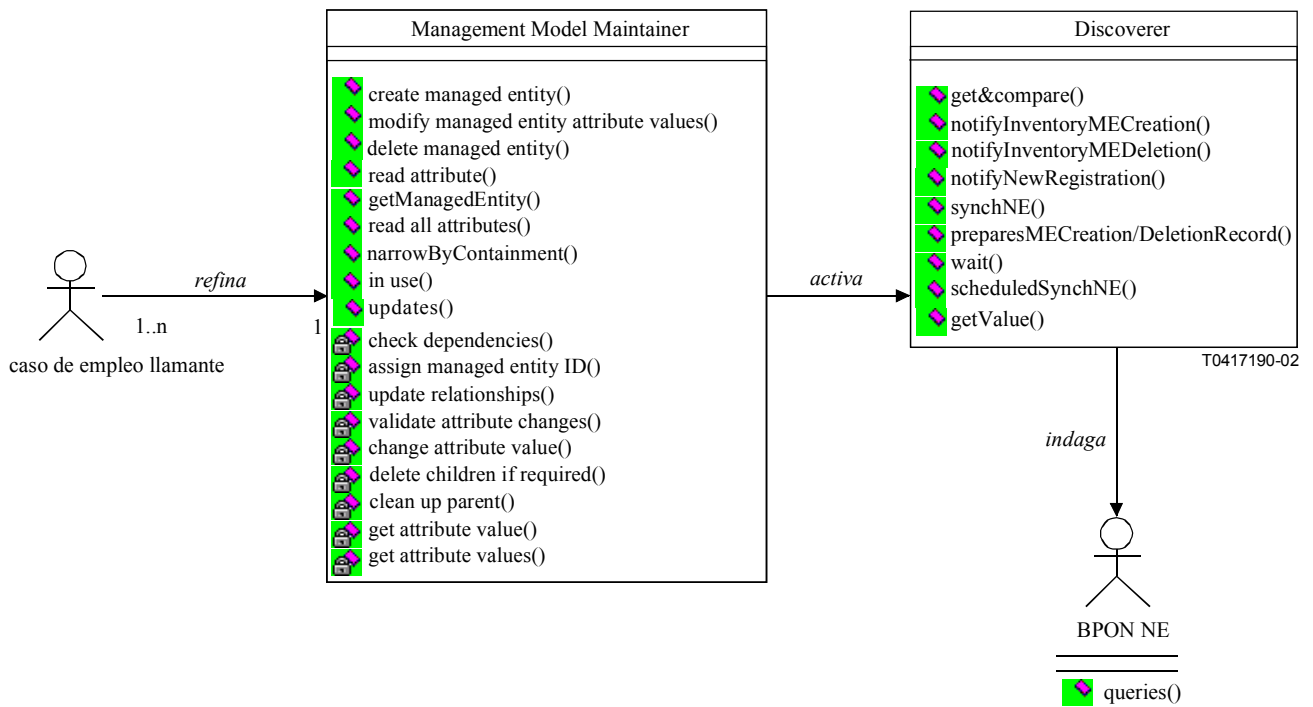 Management Model Maintainer
create managed entity()
modify managed entity attribute values()
delete managed entity()
read attribute()
getManagedEntity()
read all attributes()
narrowByContainment()
in use()
updates()
check dependencies()
assign managed entity ID()
update relationships()
validate attribute changes()
change attribute value()
delete children if required()
clean up parent()
get attribute value()
get attribute values()
Discoverer
get&compare()
notifyInventoryMECreation()
notifyInventoryMEDeletion()
notifyNewRegistration()
synchNE()
preparesMECreation/DeletionRecord()
wait()
scheduledSynchNE()
getValue()
T0417190-02
refina
1..n
1
caso de empleo llamante
activa
indaga
BPON NE
queries()